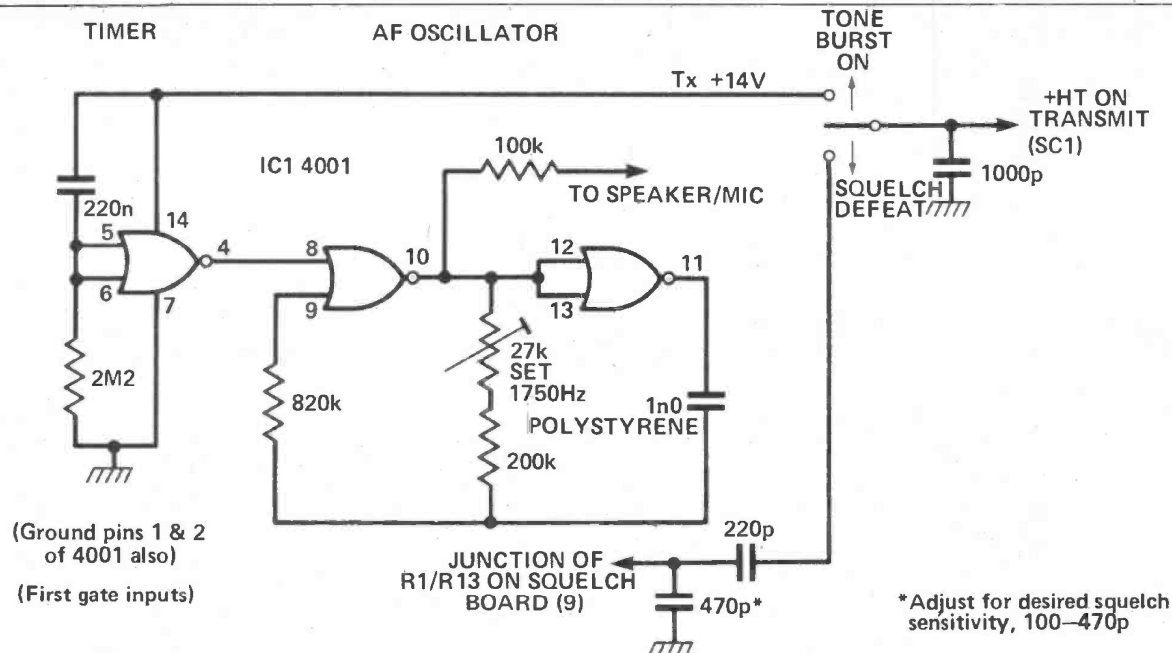 TIMER
AF OSCILLATOR
TONE
BURST
ON
Tx +14V
+HT ON
TRANSMIT
(SC1)
1000p
SQUELCH
DEFEAT
IC1 4001
100k
TO SPEAKER/MIC
220n
14
5
4
6
7
8
10
9
12
11
13
2M2
820k
27k
SET
1750Hz
1n0
POLYSTYRENE
200k
(Ground pins 1 & 2
of 4001 also)
(First gate inputs)
220p
JUNCTION OF
R1/R13 ON SQUELCH
BOARD (9)
470p*
*Adjust for desired squelch
sensitivity, 100—470p